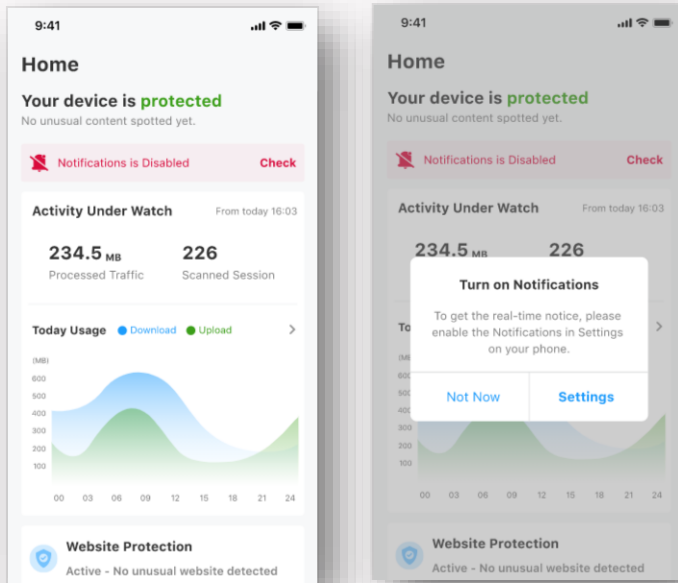 9:41
Home
Your device is protected
No unusual content spotted yet.
Notifications is Disabled Check
Activity Under Watch From today 16:03
234.5 MB 226
Processed Traffic Scanned Session
Today Usage Download Upload
(MB)
600
500
400
300
200
100
00 03 06 09 12 15 18 21 24
Website Protection
Active - No unusual website detected
9:41
Home
Your device is protected
No unusual content spotted yet.
Notifications is Disabled Check
Activity Under Watch From today 16:03
234.5 MB 226
Turn on Notifications
To get the real-time notice, please
enable the Notifications in Settings
on your phone.
Not Now Settings
200
100
00 03 06 09 12 15 18 21 24
Website Protection
Active - No unusual website detected